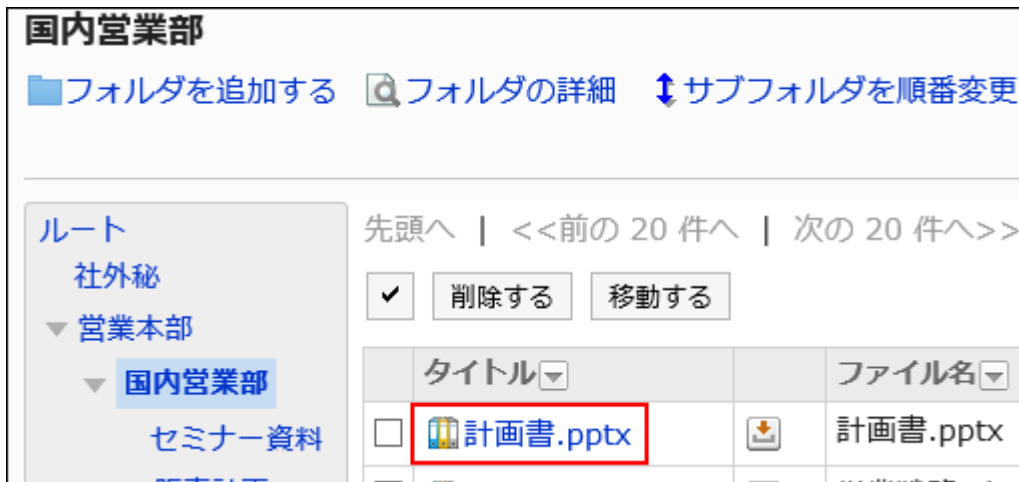 国内営業部
フォルダを追加する フォルダの詳細 サブフォルダを順番変更
ルート
社外秘
営業本部
国内営業部
セミナー資料
先頭へ | <<前の 20 件へ | 次の 20 件へ>>
削除する 移動する
タイトル ファイル名
計画書.pptx 計画書.pptx